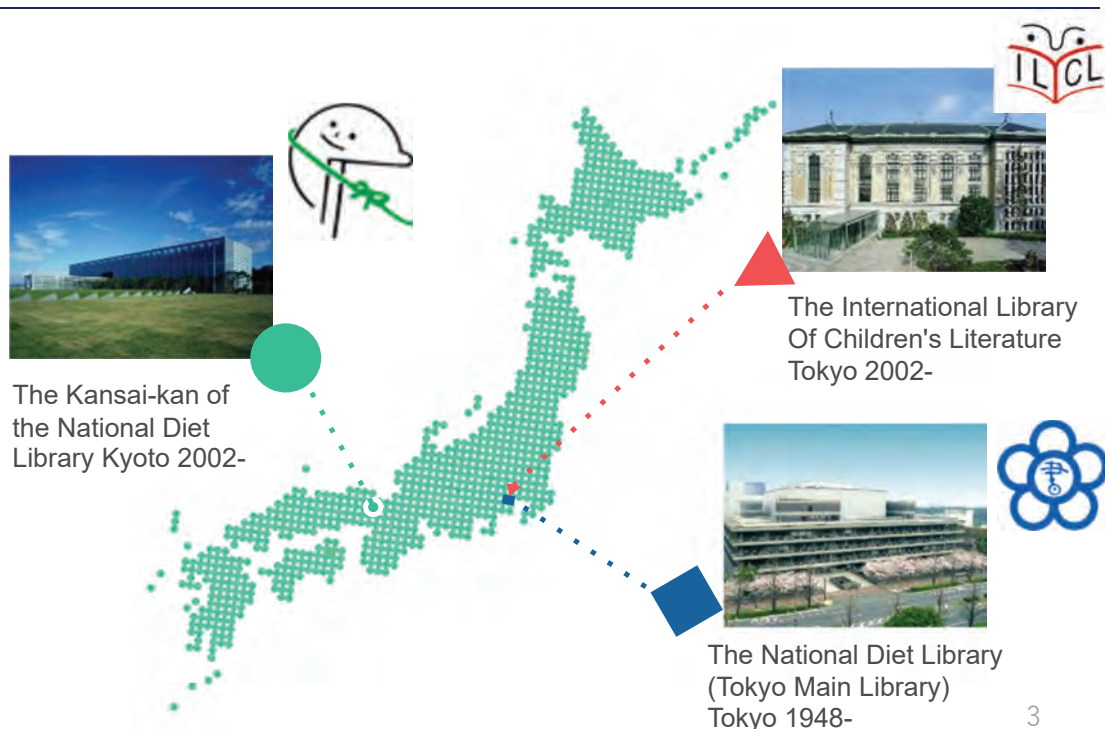 ILCL
The Kansai-kan of
the National Diet
Library Kyoto 2002-
The International Library
Of Children's Literature
Tokyo 2002-
The National Diet Library
(Tokyo Main Library)
Tokyo 1948-
3